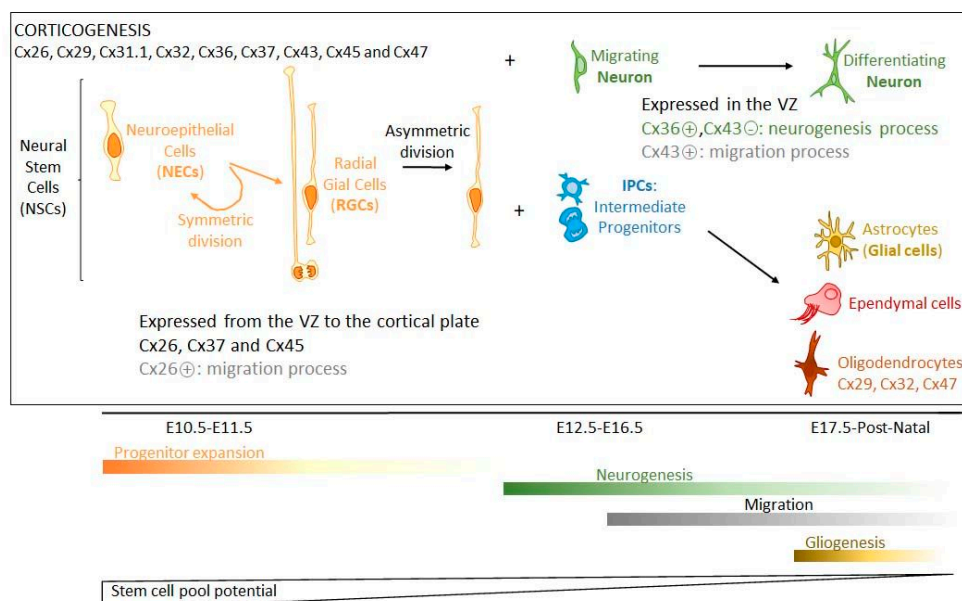 CORTICOGENESIS
Cx26, Cx29, Cx31.1, Cx32, Cx36, Cx37, Cx43, Cx45 and Cx47
Neural
Stem
Cells
(NSCs)
Neuroepithelial
Cells
(NECs)
Symmetric
division
Radial
Gial Cells
(RGCs)
Asymmetric
division
+
Migrating
Neuron
Differentiating
Neuron
Expressed in the VZ
Cx36⊕,Cx43⊖: neurogenesis process
Cx43⊕: migration process
+
IPCs:
Intermediate
Progenitors
Astrocytes
(Glial cells)
Ependymal cells
Oligodendrocytes
Cx29, Cx32, Cx47
Expressed from the VZ to the cortical plate
Cx26, Cx37 and Cx45
Cx26⊕: migration process
E10.5-E11.5
E12.5-E16.5
E17.5-Post-Natal
Progenitor expansion
Neurogenesis
Migration
Gliogenesis
Stem cell pool potential